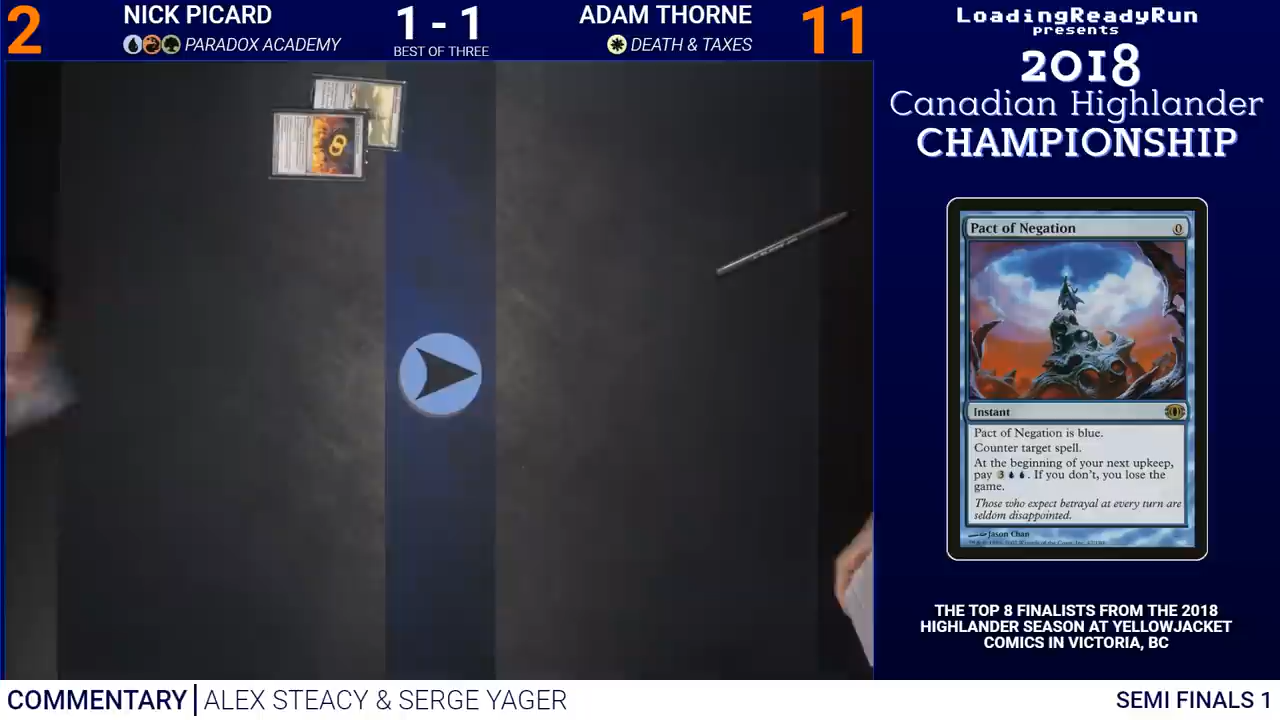 2
NICK PICARD
PARADOX ACADEMY
1 - 1
BEST OF THREE
ADAM THORNE
DEATH & TAXES
11
LoadingReadyRun
presents
2018
Canadian Highlander
CHAMPIONSHIP
Pact of Negation
0
Instant
Pact of Negation is blue.
Counter target spell.
At the beginning of your next upkeep,
pay 3. If you don't, you lose the
game.
Those who expect betrayal at every turn are
seldom disappointed.
Jason Chan
THE TOP 8 FINALISTS FROM THE 2018
HIGHLANDER SEASON AT YELLOWJACKET
COMICS IN VICTORIA, BC
COMMENTARY | ALEX STEACY & SERGE YAGER
SEMI FINALS 1